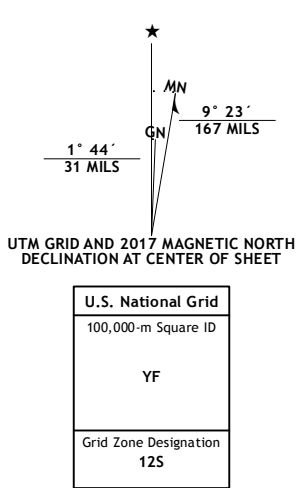 MN
9° 23´
167 MILS
GN
1° 44´
31 MILS
UTM GRID AND 2017 MAGNETIC NORTH
DECLINATION AT CENTER OF SHEET
U.S. National Grid
100,000-m Square ID
YF
Grid Zone Designation
12S